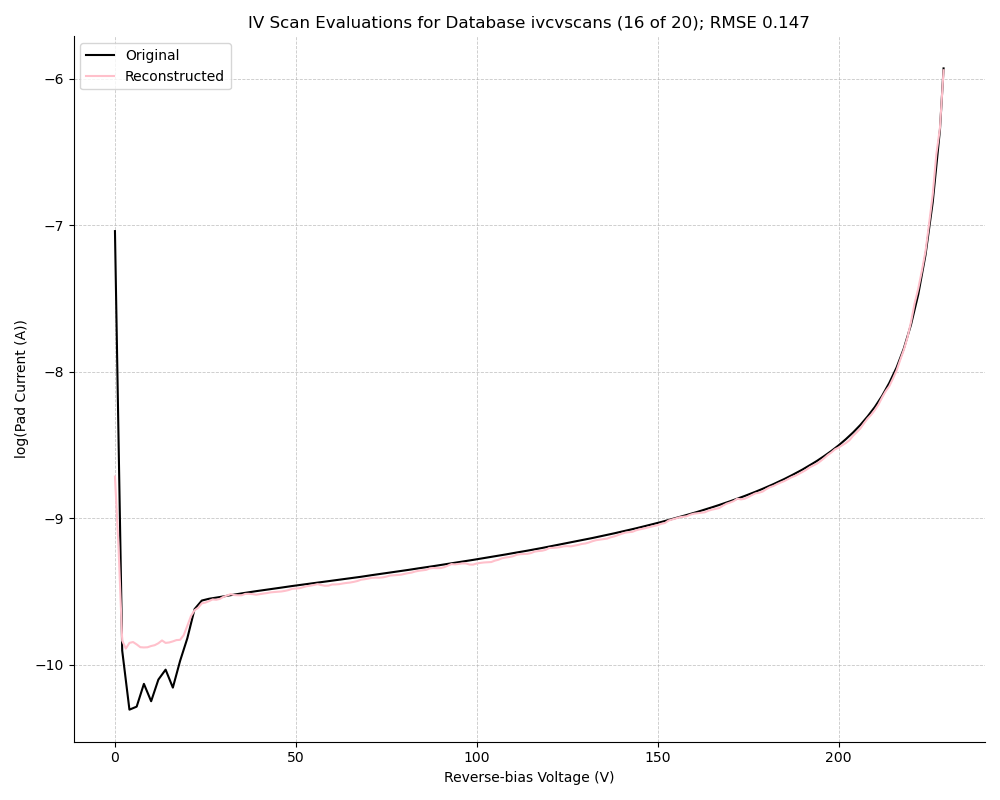 IV Scan Evaluations for Database ivcvscans (16 of 20); RMSE 0.147
Original
Reconstructed
log(Pad Current (A))
−6
−7
−8
−9
−10
0
50
100
150
200
Reverse-bias Voltage (V)